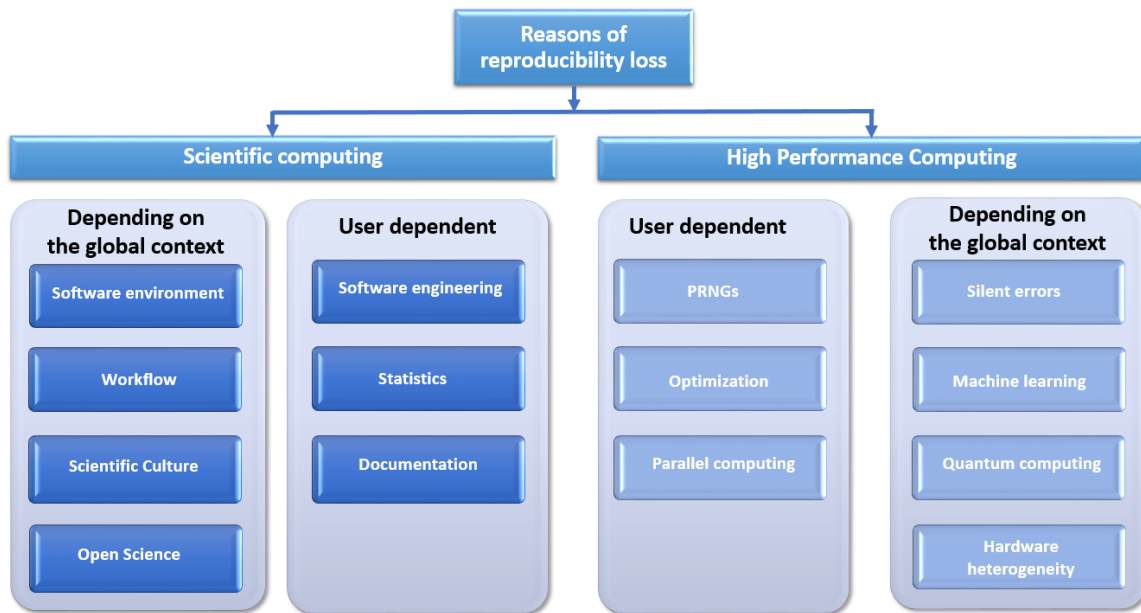 Reasons of
reproducibility loss
Scientific computing
High Performance Computing
Depending on
the global context
Software environment
Workflow
Scientific Culture
Open Science
User dependent
Software engineering
Statistics
Documentation
User dependent
PRNGs
Optimization
Parallel computing
Depending on
the global context
Silent errors
Machine learning
Quantum computing
Hardware
heterogeneity